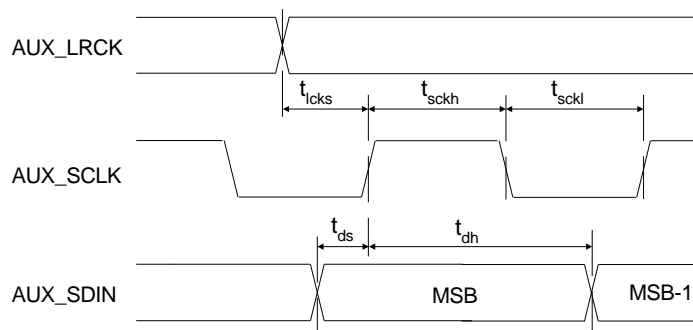 AUX_LRCK
t_lcks t_sckh t_sckl
AUX_SCLK
t_ds t_dh
AUX_SDIN MSB MSB-1